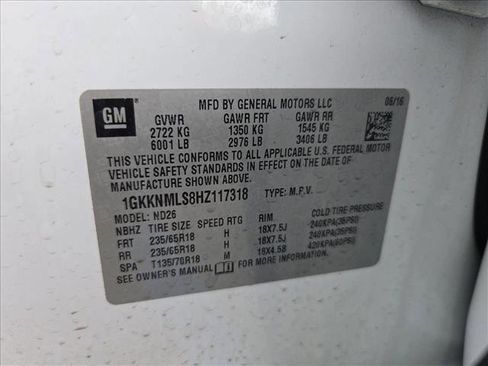 GM
MFD BY GENERAL MOTORS LLC 06/16
GVWR GAWR FRT GAWR RR
2722 KG 1350 KG 1545 KG
6001 LB 2976 LB 3406 LB
THIS VEHICLE CONFORMS TO ALL APPLICABLE U.S. FEDERAL MOTOR
VEHICLE SAFETY STANDARDS IN EFFECT ON THE DATE OF
MANUFACTURE SHOWN ABOVE.
1GKKNMLS8HZ117318 TYPE: M.P.V.
MODEL: ND26
NBHZ TIRE SIZE SPEED RTG RIM COLD TIRE PRESSURE
FRT 235/65R18 H 18X7.5J 240KPA(35PSI)
RR 235/65R18 H 18X7.5J 240KPA(35PSI)
SPA T135/70R18 M 18X4.5B 420KPA(60PSI)
SEE OWNER'S MANUAL FOR MORE INFORMATION.